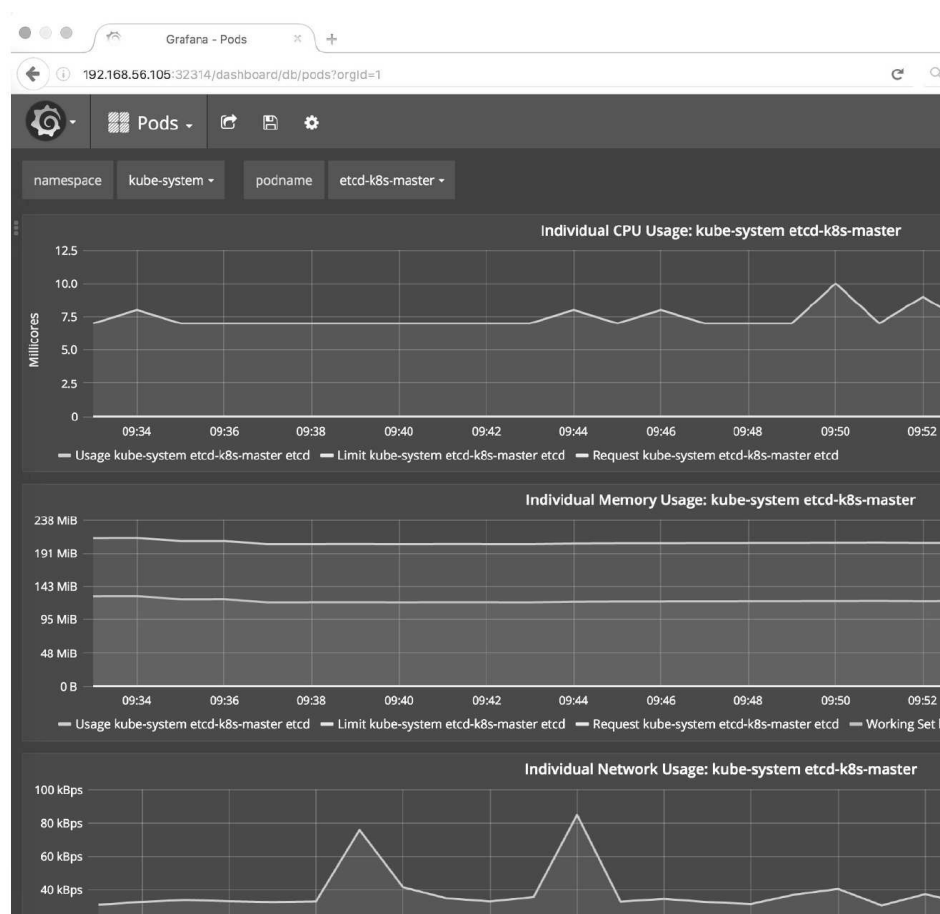 Grafana - Pods
192.168.56.105:32314/dashboard/db/pods?orgId=1
Pods
namespace kube-system podname etcd-k8s-master
Individual CPU Usage: kube-system etcd-k8s-master
Millicores
12.5
10.0
7.5
5.0
2.5
0
09:34 09:36 09:38 09:40 09:42 09:44 09:46 09:48 09:50 09:52
Usage kube-system etcd-k8s-master etcd Limit kube-system etcd-k8s-master etcd Request kube-system etcd-k8s-master etcd
Individual Memory Usage: kube-system etcd-k8s-master
238 MiB
191 MiB
143 MiB
95 MiB
48 MiB
0 B
09:34 09:36 09:38 09:40 09:42 09:44 09:46 09:48 09:50 09:52
Usage kube-system etcd-k8s-master etcd Limit kube-system etcd-k8s-master etcd Request kube-system etcd-k8s-master etcd Working Set
Individual Network Usage: kube-system etcd-k8s-master
100 kBps
80 kBps
60 kBps
40 kBps